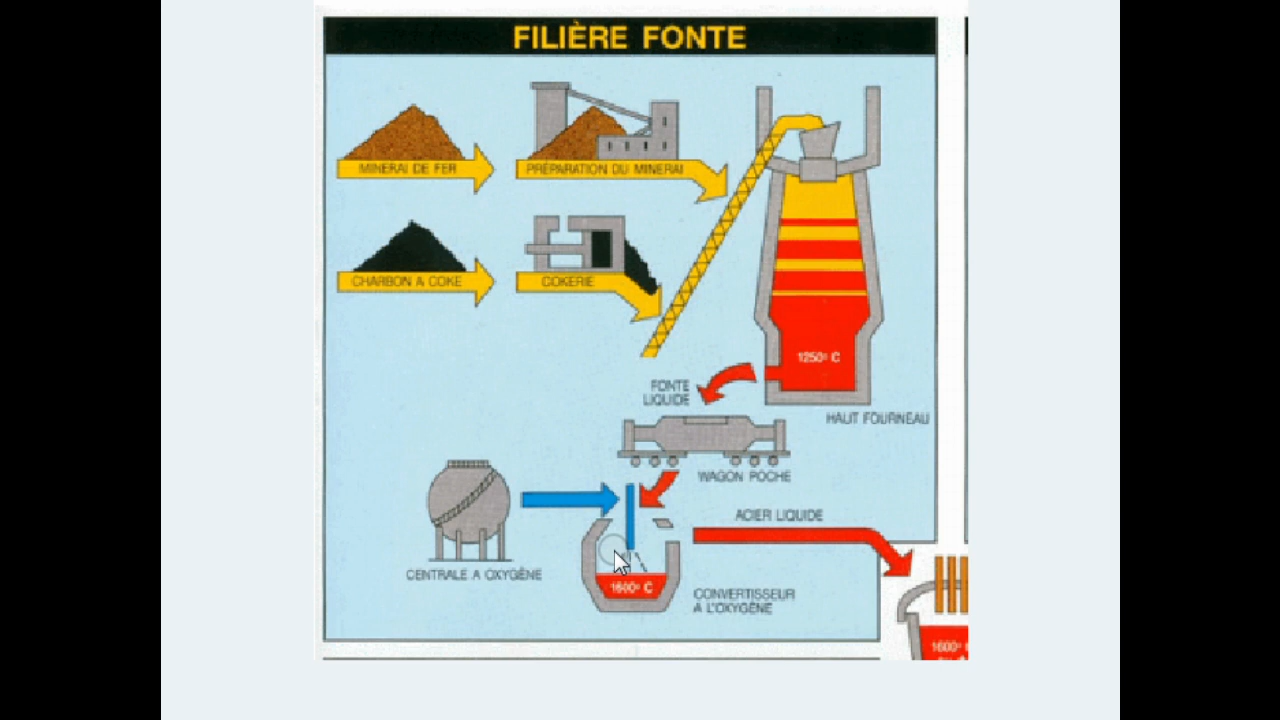 FILIÈRE FONTE
MINERAI DE FER
PRÉPARATION DU MINERAI
CHARBON A COKE
COKERIE
1250° C
FONTE
LIQUIDE
HAUT FOURNEAU
WAGON POCHE
ACIER LIQUIDE
CENTRALE A OXYGÈNE
1600° C
CONVERTISSEUR
A L'OXYGÈNE
1600°